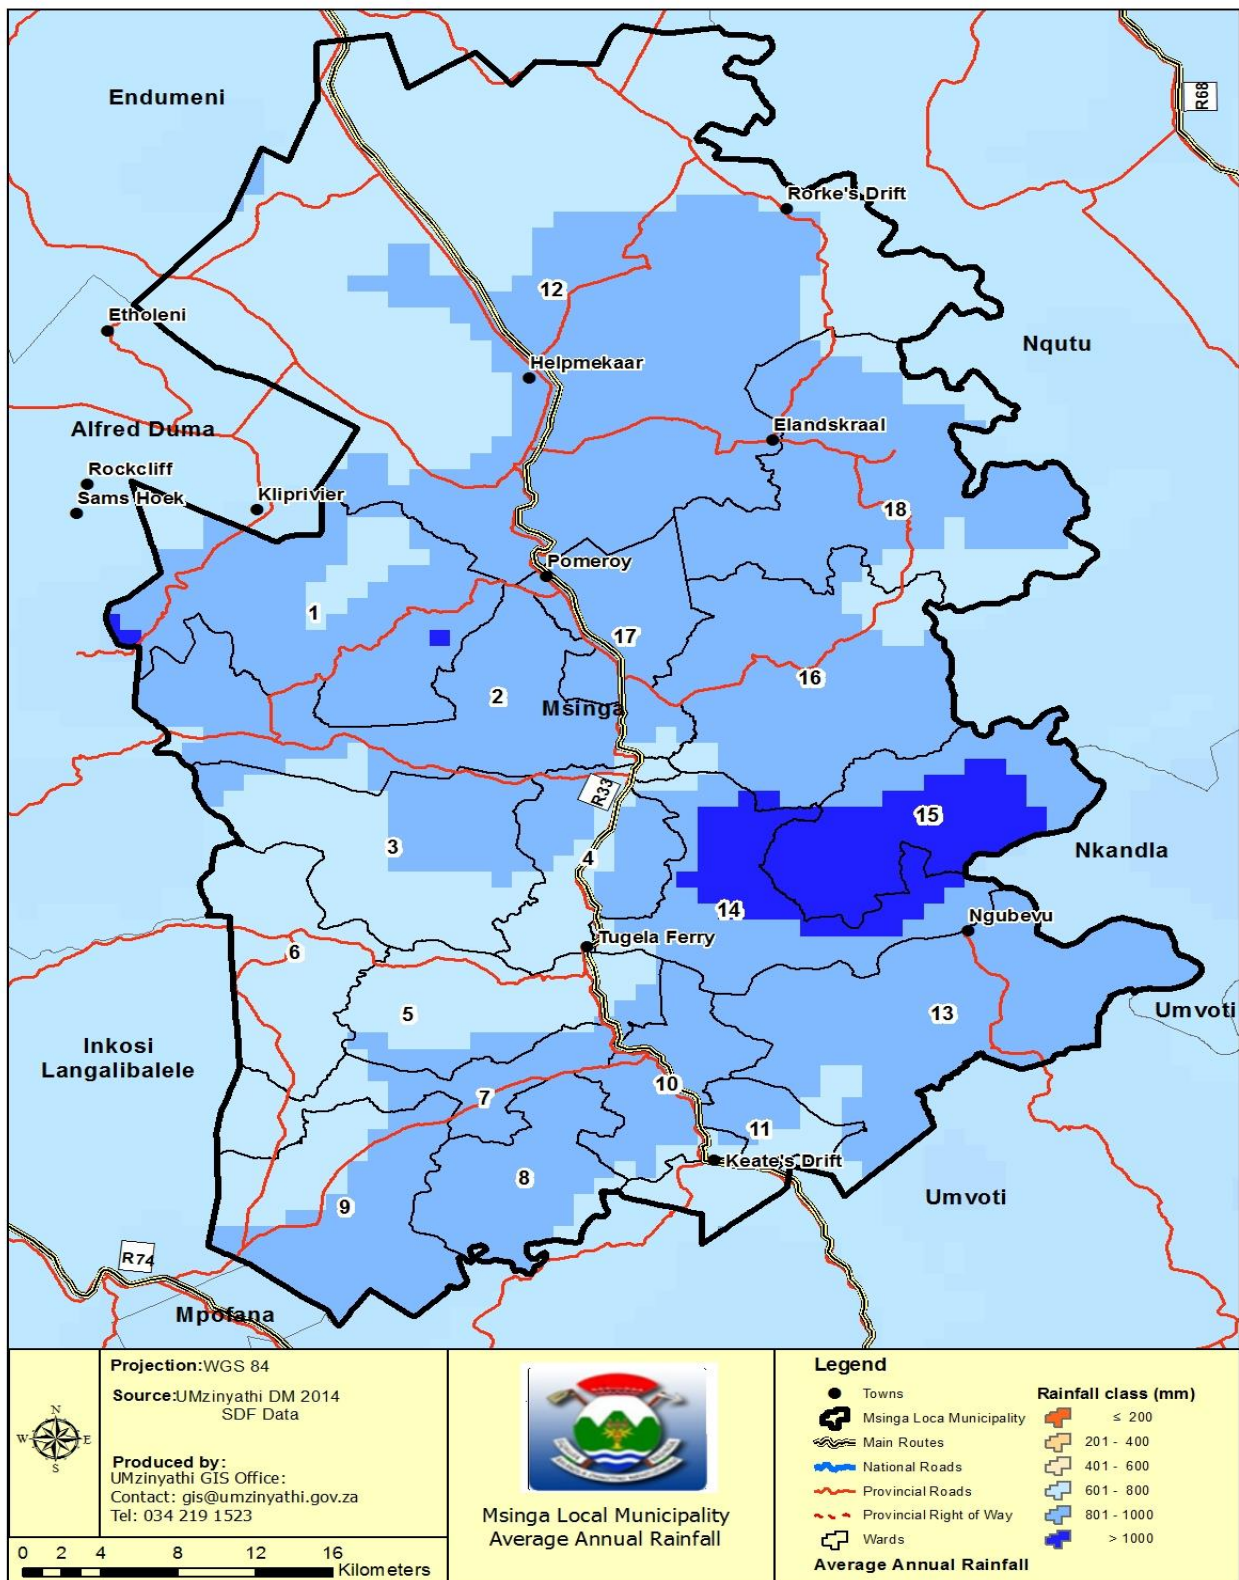 Endumeni
R68
Rorke's Drift
12
Etholeni
Nqutu
Helpmekaar
Alfred Duma
Elandskraal
Rockcliff
Sams Hoek
Kliprivier
18
Pomeroy
1
17
16
2
Msinga
R33
15
3
4
Nkandla
14
Ngubevu
Tugela Ferry
6
5
13
Umvoti
Inkosi
Langalibalele
10
7
11
Keate's Drift
8
Umvoti
9
R74
Mpofana
N
W E
S
Projection:WGS 84
Source:UMzinyathi DM 2014
SDF Data
Produced by:
UMzinyathi GIS Office:
Contact: gis@umzinyathi.gov.za
Tel: 034 219 1523
0 2 4 8 12 16
Kilometers
Msinga Local Municipality
Average Annual Rainfall
Legend
Towns
Msinga Loca Municipality
Main Routes
National Roads
Provincial Roads
Provincial Right of Way
Wards
Average Annual Rainfall
Rainfall class (mm)
≤ 200
201 - 400
401 - 600
601 - 800
801 - 1000
> 1000